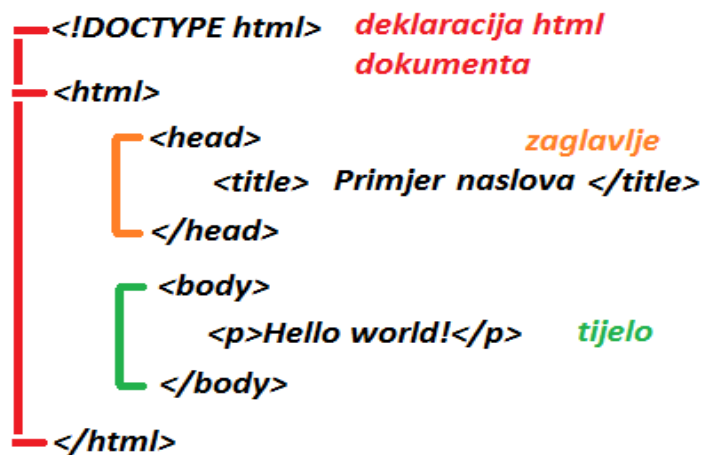 <!DOCTYPE html> deklaracija html
dokumenta
<html>
<head> zaglavlje
<title> Primjer naslova </title>
</head>
<body>
<p>Hello world!</p> tijelo
</body>
</html>